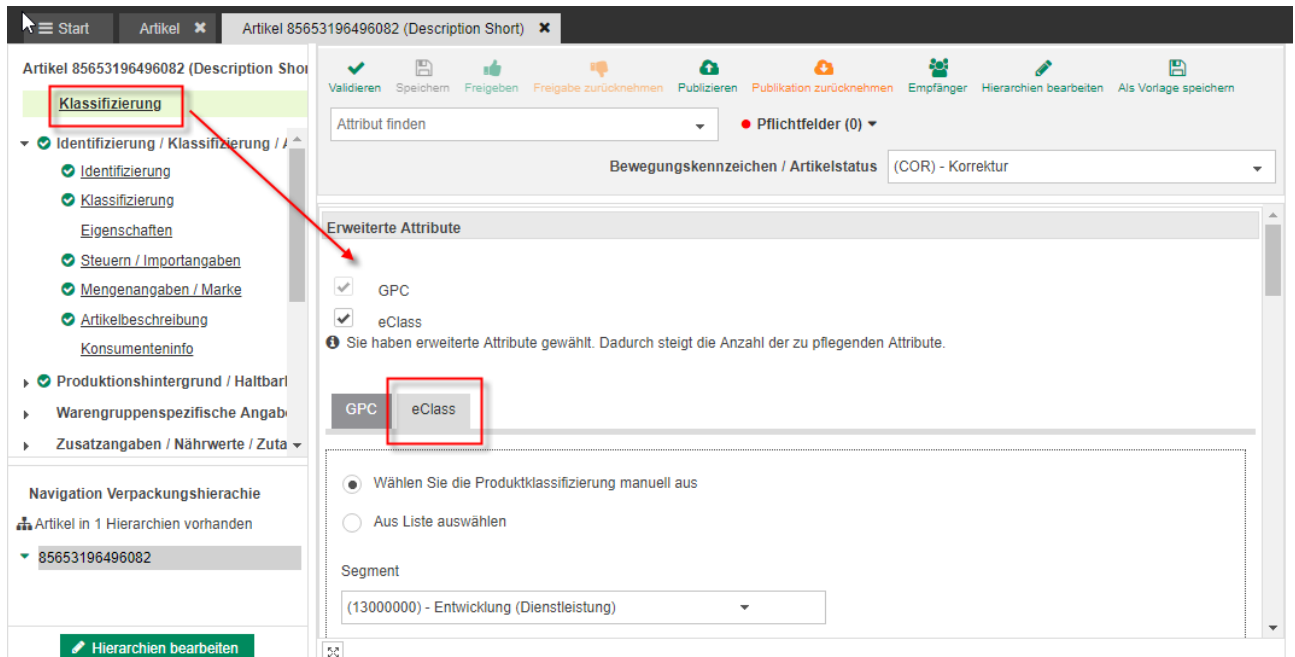 Start
Artikel
Artikel 85653196496082 (Description Short)
Artikel 85653196496082 (Description Shor
Klassifizierung
Identifizierung / Klassifizierung / A
Identifizierung
Klassifizierung
Eigenschaften
Steuern / Importangaben
Mengenangaben / Marke
Artikelbeschreibung
Konsumenteninfo
Produktionshintergrund / Haltbarl
Warengruppenspezifische Angab
Zusatzangaben / Nährwerte / Zuta
Navigation Verpackungshierachie
Artikel in 1 Hierarchien vorhanden
85653196496082
Hierarchien bearbeiten
Validieren Speichern Freigeben Freigabe zurücknehmen Publizieren Publikation zurücknehmen Empfänger Hierarchien bearbeiten Als Vorlage speichern
Attribut finden
Pflichtfelder (0)
Bewegungskennzeichen / Artikelstatus (COR) - Korrektur
Erweiterte Attribute
GPC
eClass
Sie haben erweiterte Attribute gewählt. Dadurch steigt die Anzahl der zu pflegenden Attribute.
GPC eClass
Wählen Sie die Produktklassifizierung manuell aus
Aus Liste auswählen
Segment
(13000000) - Entwicklung (Dienstleistung)